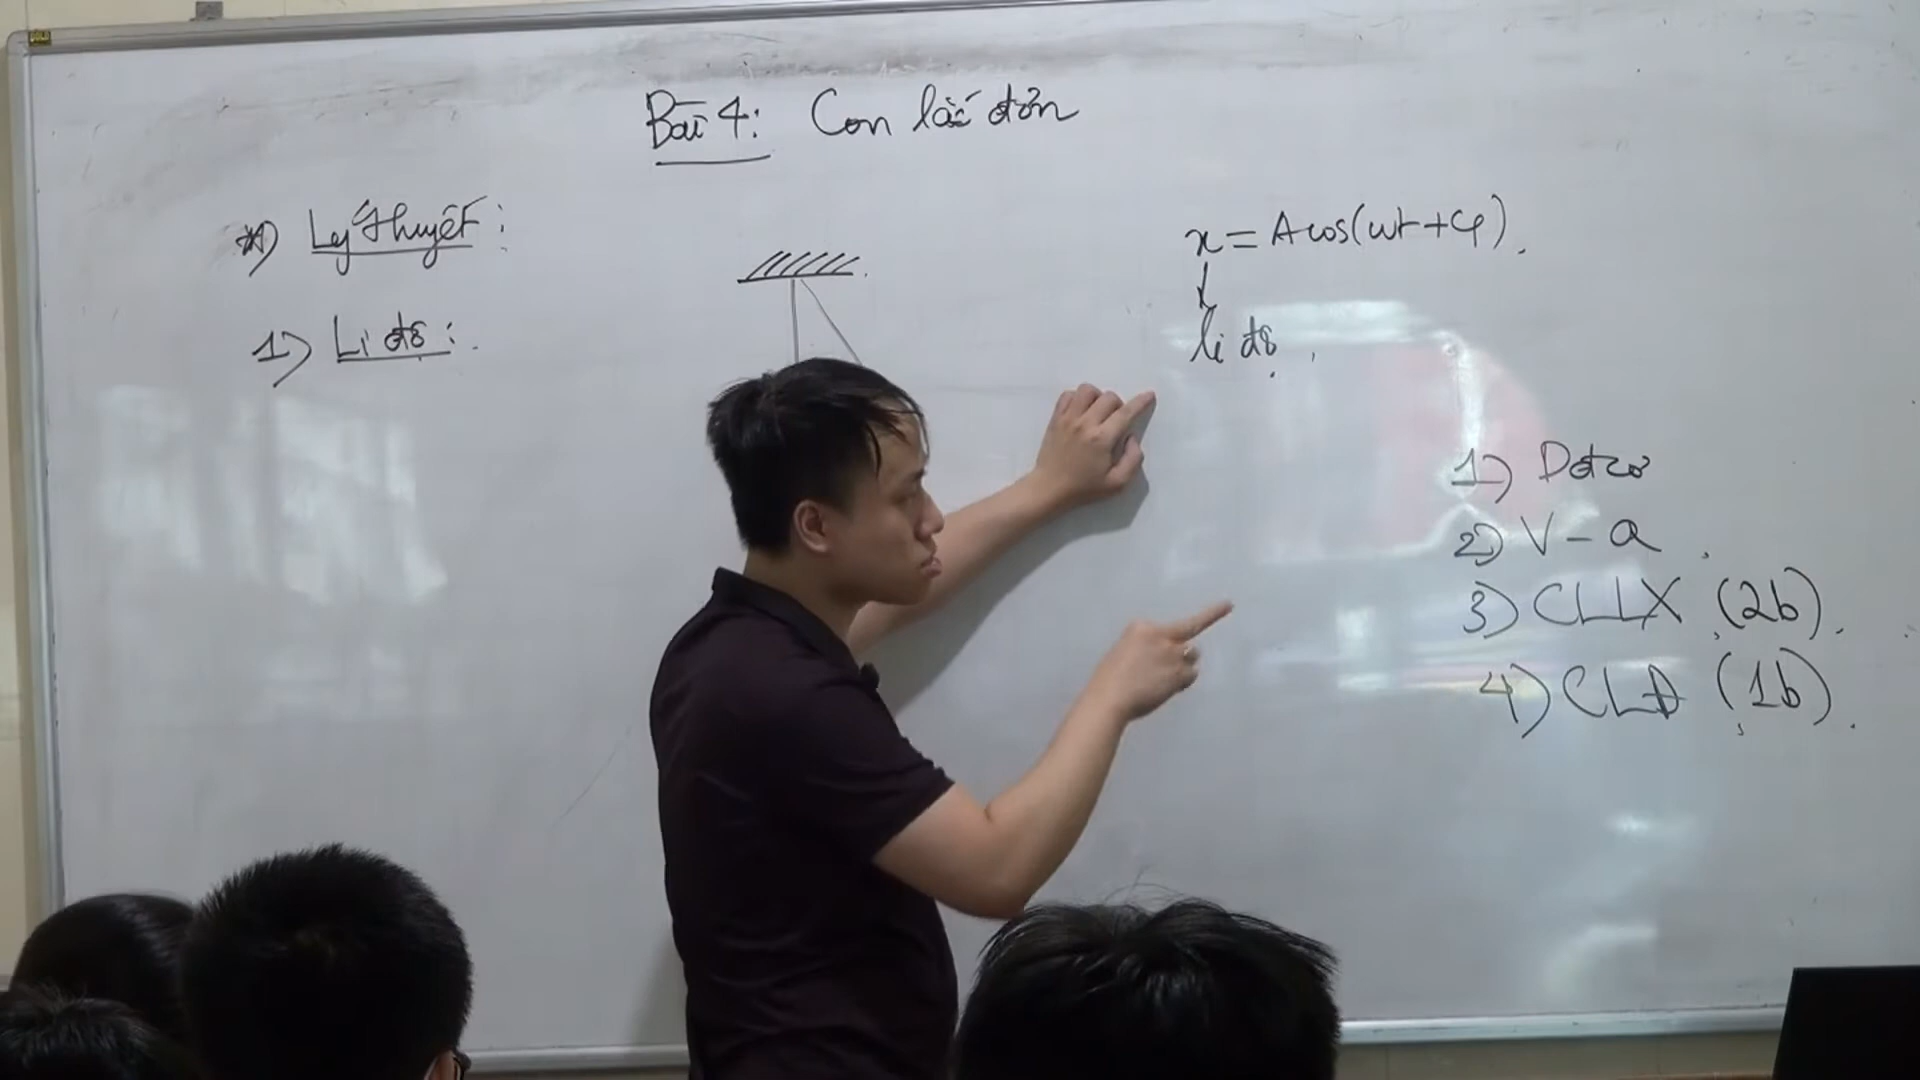 Bài 4: Con lắc đơn
*) Lý thuyết:
1) Li độ:
x = Acos(ωt+φ).
li độ
1) Dđcơ
2) V - a
3) CLLX (2b).
4) CLĐ (1b).